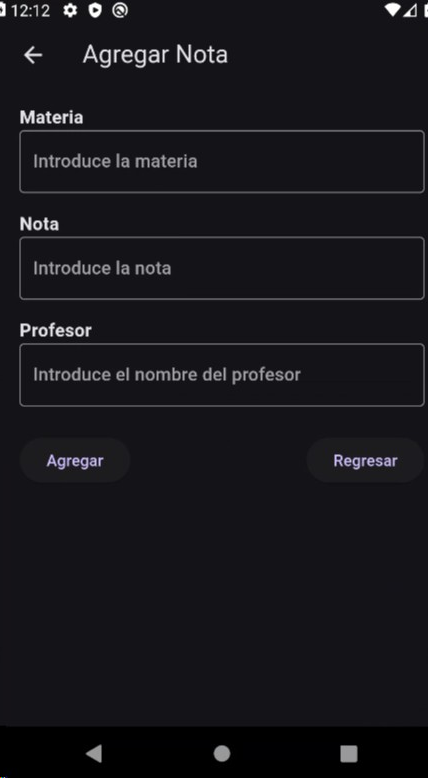 12:12
Agregar Nota
Materia
Introduce la materia
Nota
Introduce la nota
Profesor
Introduce el nombre del profesor
Agregar
Regresar